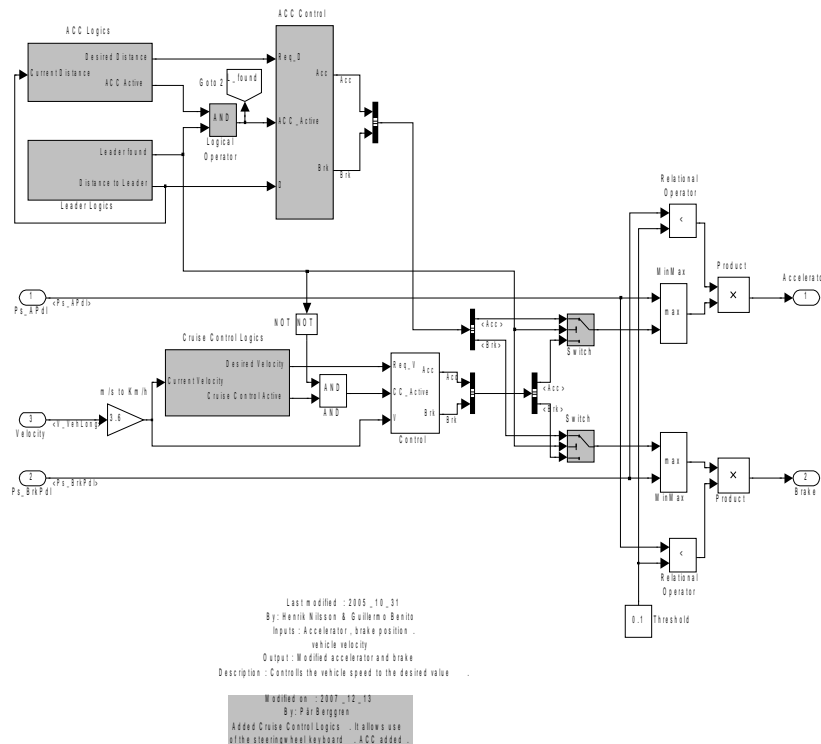 ACC Control
ACC Logics
Desired Distance
Current Distance
ACC Active
Goto 2
L_found
Req_D
Acc
Acc
AND
ACC_Active
Logical
Operator
Leader found
Distance to Leader
Leader Logics
Brk
Brk
D
Relational
Operator
<
MinMax
Product
Accelerator
1
Ps_APdl
<Ps_APdl>
max
×
1
NOT
NOT
<Acc>
<Brk>
Switch
Cruise Control Logics
Desired Velocity
Current Velocity
Cruise Control Active
m/s to Km/h
3.6
AND
AND
Req_V
Acc
Acc
CC_Active
Brk
Brk
V
Control
<Acc>
<Brk>
Switch
3
Velocity
<V_VehLong>
2
Ps_BrkPdl
<Ps_BrkPdl>
max
MinMax
×
Product
2
Brake
<
Relational
Operator
0.1
Threshold
Last modified : 2005_10_31
By: Henrik Nilsson & Guillermo Benito
Inputs : Accelerator , brake position .
vehicle velocity
Output : Modified accelerator and brake
Description : Controlls the vehicle speed to the desired value .
Modified on : 2007_12_13
By: Pär Berggren
Added Cruise Control Logics . It allows use
of the steeringwheel keyboard . ACC added .